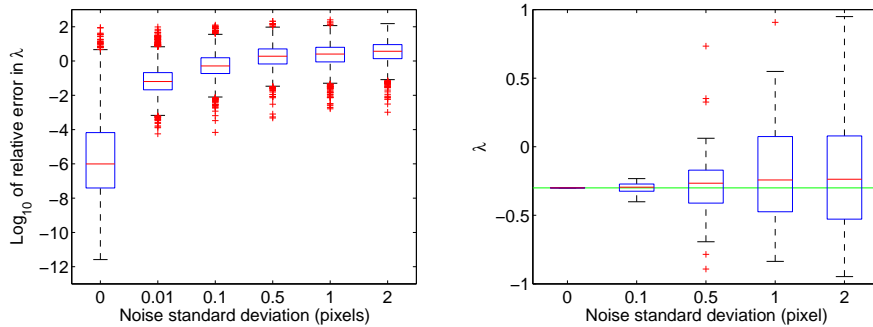 2
0
−2
−4
−6
−8
−10
−12
Log10 of relative error in λ
0 0.01 0.1 0.5 1 2
Noise standard deviation (pixels)
1
0.5
0
−0.5
−1
λ
0 0.1 0.5 1 2
Noise standard deviation (pixel)